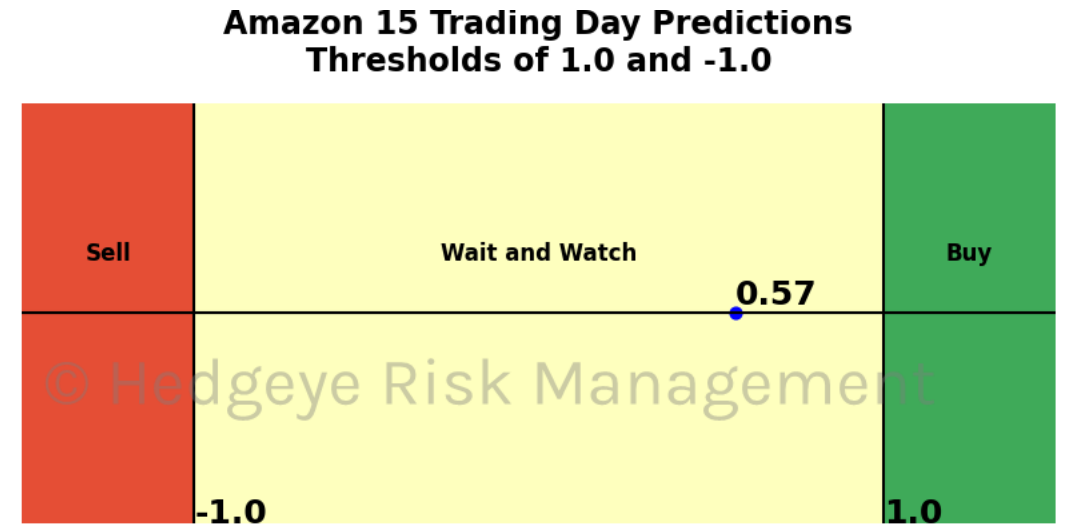 Amazon 15 Trading Day Predictions
Thresholds of 1.0 and -1.0
Sell
Wait and Watch
Buy
0.57
© Hedgeye Risk Management
-1.0
1.0